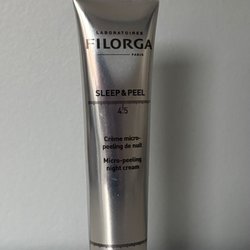 LABORATOIRES
FILORGA
PARIS
SLEEP & PEEL
4.5
Crème micro-
peeling de nuit
Micro-peeling
night cream